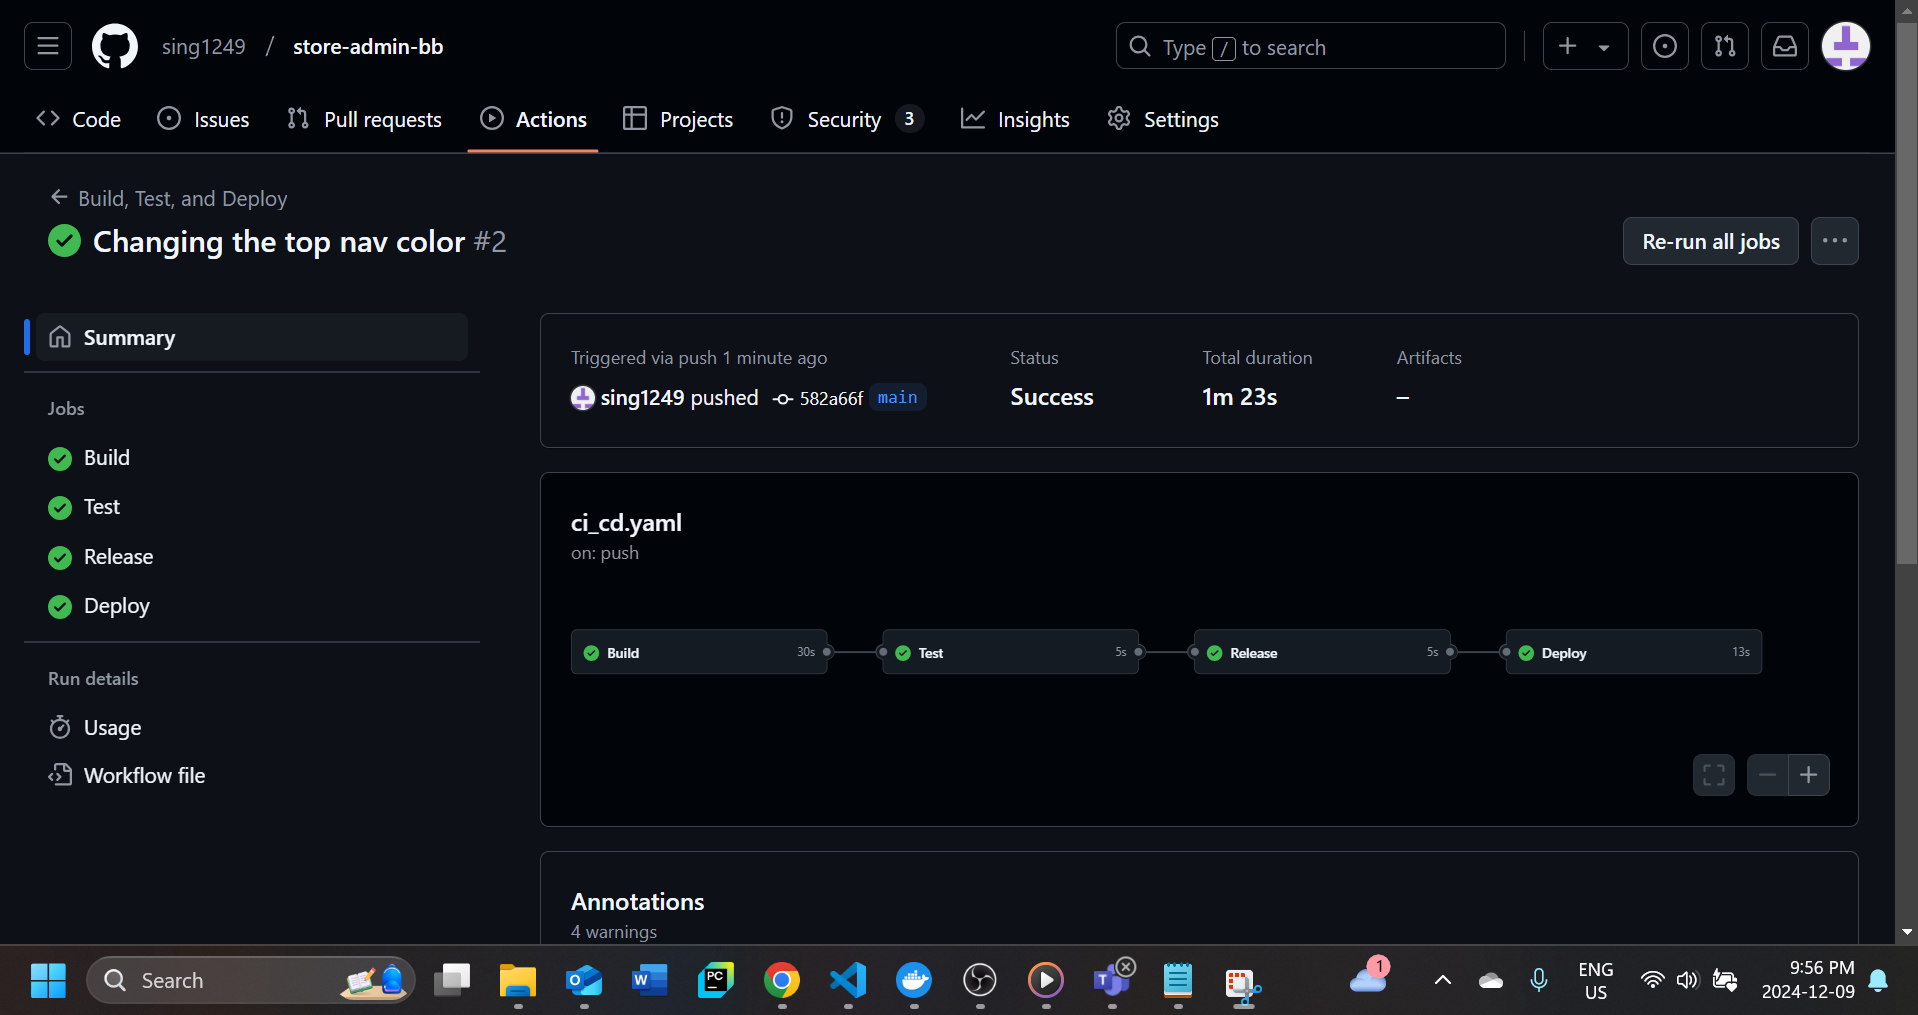 sing1249 / store-admin-bb
Type / to search
Code
Issues
Pull requests
Actions
Projects
Security 3
Insights
Settings
Build, Test, and Deploy
Changing the top nav color #2
Re-run all jobs
Summary
Jobs
Build
Test
Release
Deploy
Run details
Usage
Workflow file
Triggered via push 1 minute ago
sing1249 pushed 582a66f main
Status
Success
Total duration
1m 23s
Artifacts
–
ci_cd.yaml
on: push
Build 30s
Test 5s
Release 5s
Deploy 13s
Annotations
4 warnings
Search
PC
1
ENG
US
9:56 PM
2024-12-09